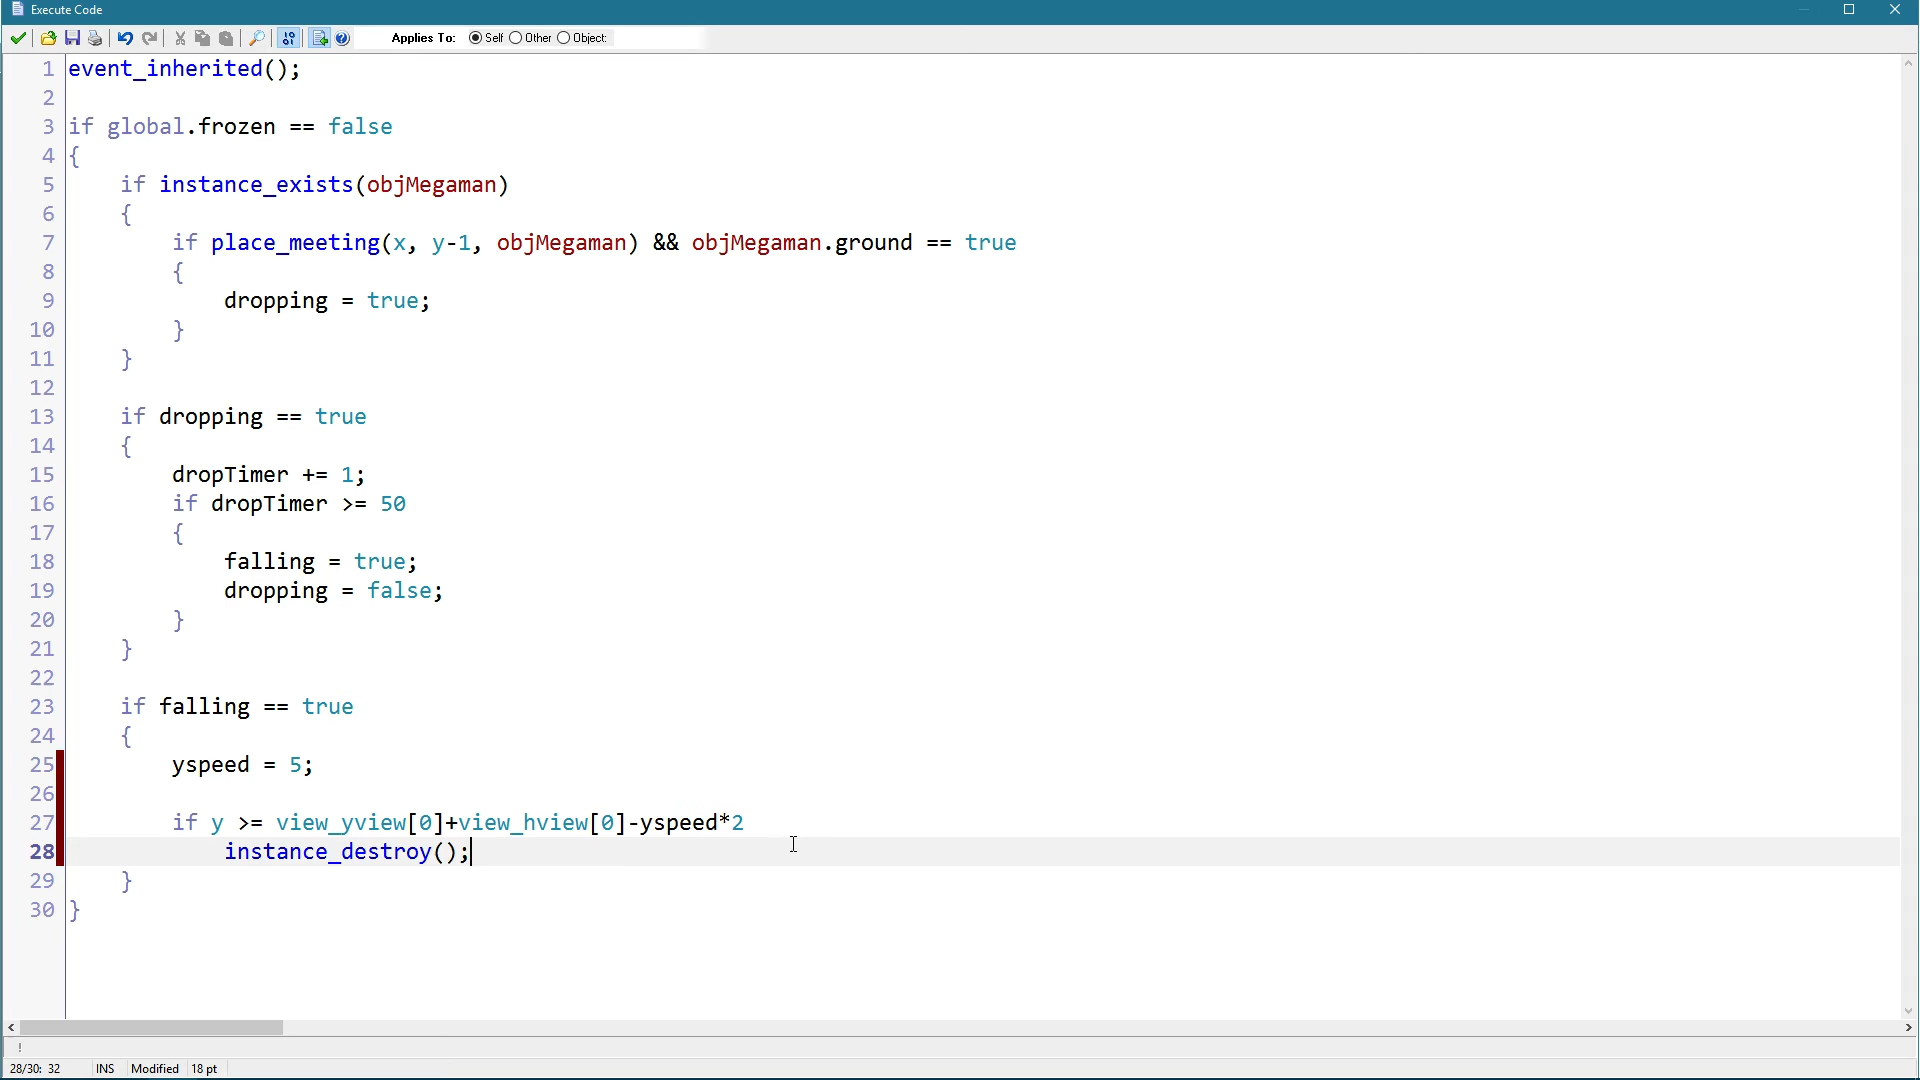 Execute Code
Applies To: Self Other Object:
1 event_inherited();
2
3 if global.frozen == false
4 {
5     if instance_exists(objMegaman)
6     {
7         if place_meeting(x, y-1, objMegaman) && objMegaman.ground == true
8         {
9             dropping = true;
10         }
11     }
12
13     if dropping == true
14     {
15         dropTimer += 1;
16         if dropTimer >= 50
17         {
18             falling = true;
19             dropping = false;
20         }
21     }
22
23     if falling == true
24     {
25         yspeed = 5;
26
27         if y >= view_yview[0]+view_hview[0]-yspeed*2
28             instance_destroy();
29     }
30 }
!
28/30: 32 INS Modified 18 pt